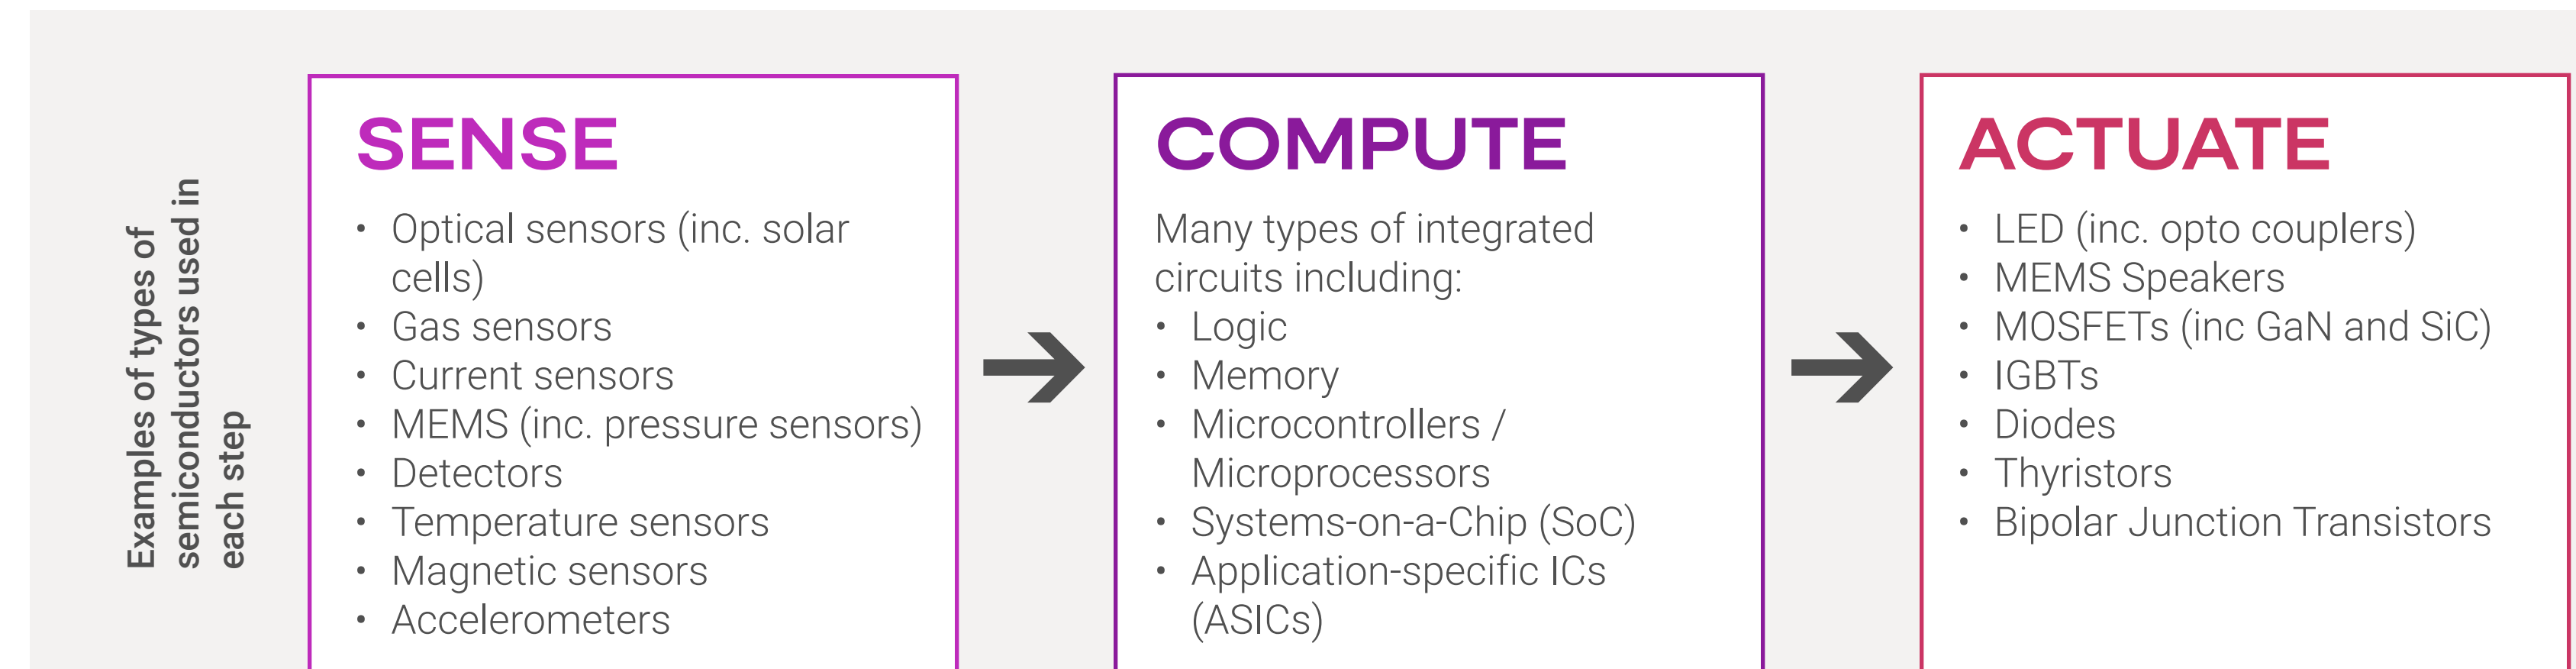 Examples of types of
semiconductors used in
each step
SENSE
• Optical sensors (inc. solar
cells)
• Gas sensors
• Current sensors
• MEMS (inc. pressure sensors)
• Detectors
• Temperature sensors
• Magnetic sensors
• Accelerometers
COMPUTE
Many types of integrated
circuits including:
• Logic
• Memory
• Microcontrollers /
Microprocessors
• Systems-on-a-Chip (SoC)
• Application-specific ICs
(ASICs)
ACTUATE
• LED (inc. opto couplers)
• MEMS Speakers
• MOSFETs (inc GaN and SiC)
• IGBTs
• Diodes
• Thyristors
• Bipolar Junction Transistors